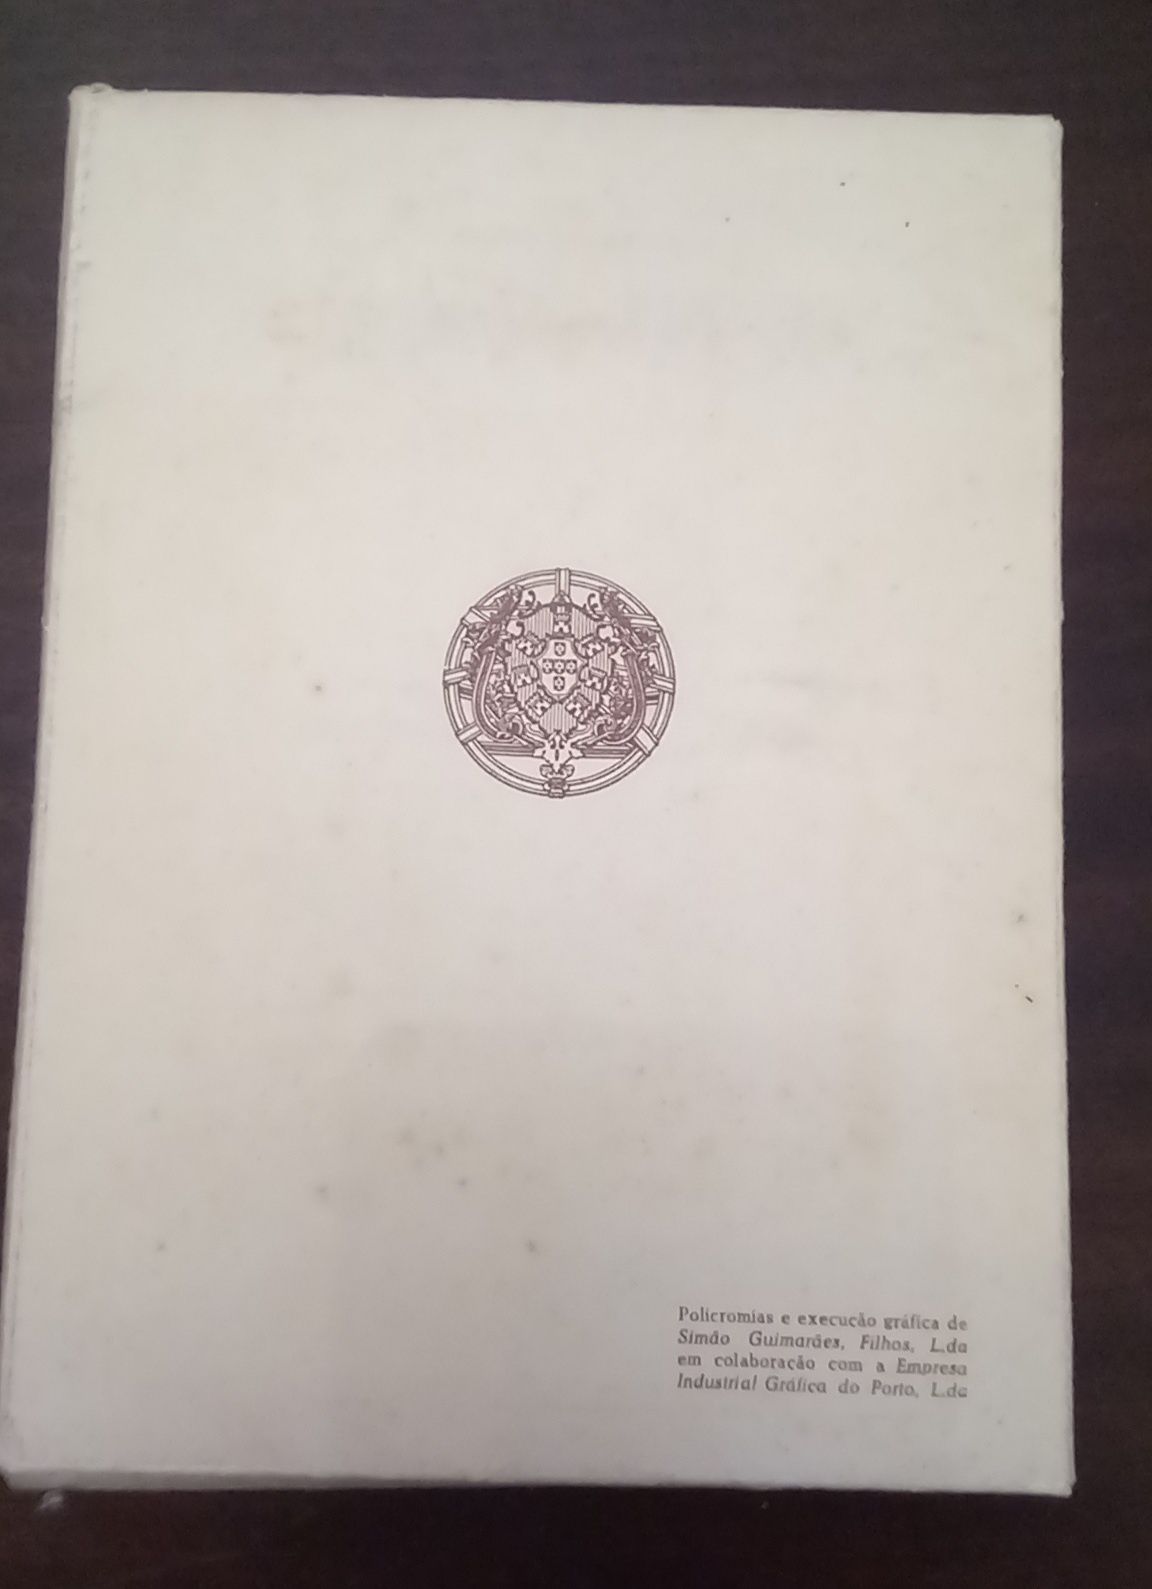 Policromias e execução gráfica de
Simão Guimarães, Filhos, L.da
em colaboração com a Empresa
Industrial Gráfica do Porto, L.da